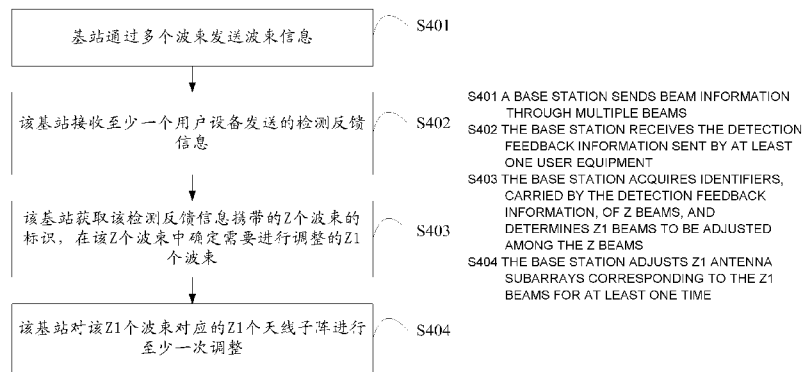 基站通过多个波束发送波束信息
S401
该基站接收至少一个用户设备发送的检测反馈
信息
S402
该基站获取该检测反馈信息携带的Z个波束的
标识，在该Z个波束中确定需要进行调整的Z1
个波束
S403
该基站对该Z1个波束对应的Z1个天线子阵进行
至少一次调整
S404
S401 A BASE STATION SENDS BEAM INFORMATION
THROUGH MULTIPLE BEAMS
S402 THE BASE STATION RECEIVES THE DETECTION
FEEDBACK INFORMATION SENT BY AT LEAST
ONE USER EQUIPMENT
S403 THE BASE STATION ACQUIRES IDENTIFIERS,
CARRIED BY THE DETECTION FEEDBACK
INFORMATION, OF Z BEAMS, AND
DETERMINES Z1 BEAMS TO BE ADJUSTED
AMONG THE Z BEAMS
S404 THE BASE STATION ADJUSTS Z1 ANTENNA
SUBARRAYS CORRESPONDING TO THE Z1
BEAMS FOR AT LEAST ONE TIME